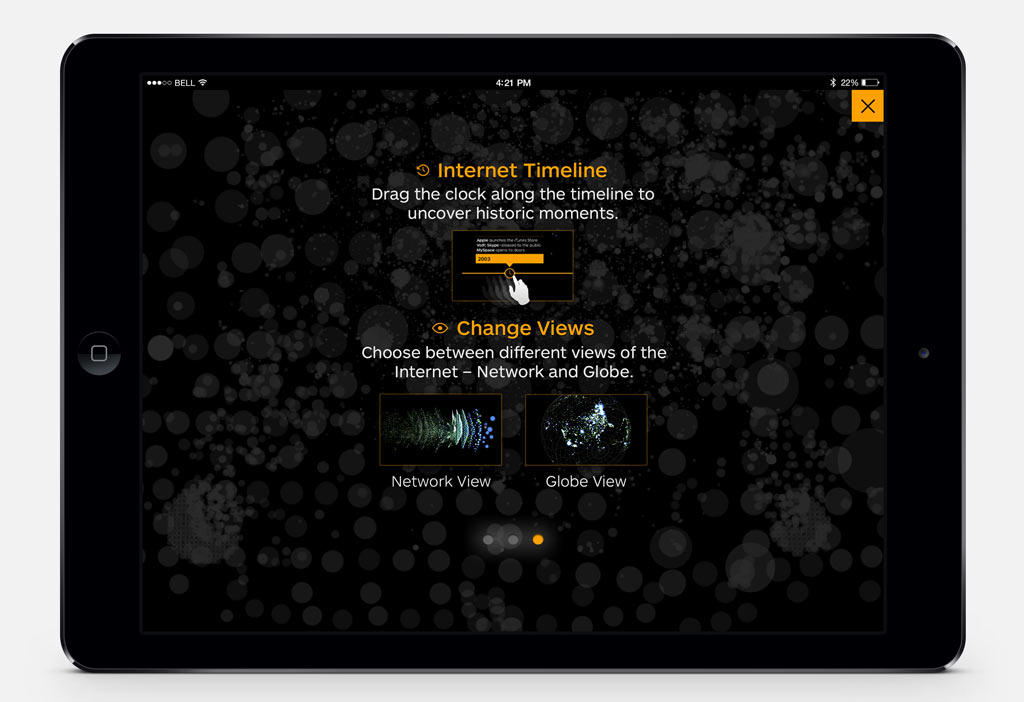 BELL
4:21 PM
22%
Internet Timeline
Drag the clock along the timeline to
uncover historic moments.
Apple launches the iTunes Store
VoIP: Skype released to the public
MySpace opens its doors
2003
Change Views
Choose between different views of the
Internet – Network and Globe.
Network View
Globe View